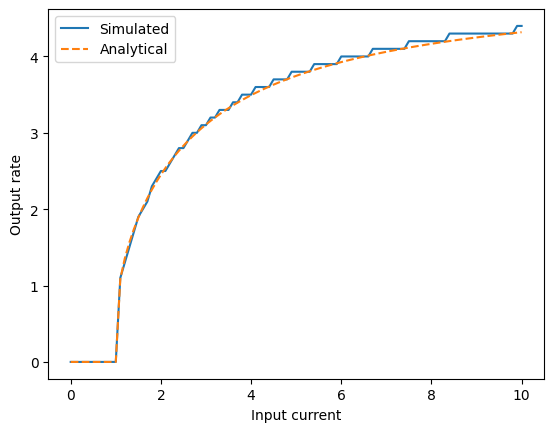 Simulated
Analytical
4
3
2
1
0
Output rate
0 2 4 6 8 10
Input current